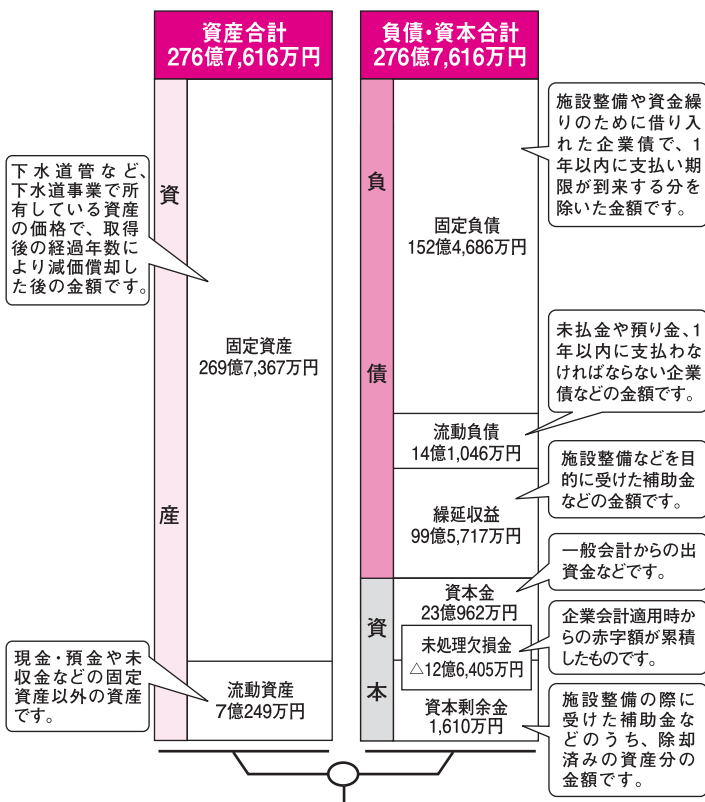 資産合計
276億7,616万円
負債・資本合計
276億7,616万円
資
産
固定資産
269億7,367万円
流動資産
7億249万円
負
債
固定負債
152億4,686万円
流動負債
14億1,046万円
繰延収益
99億5,717万円
資
本
資本金
23億962万円
未処理欠損金
△12億6,405万円
資本剰余金
1,610万円
下水道管など、
下水道事業で所
有している資産
の価格で、取得
後の経過年数に
より減価償却し
た後の金額です。
現金・預金や未
収金などの固定
資産以外の資産
です。
施設整備や資金繰
りのために借り入
れた企業債で、1
年以内に支払い期
限が到来する分を
除いた金額です。
未払金や預り金、1
年以内に支払わな
ければならない企業
債などの金額です。
施設整備などを目
的に受けた補助金
などの金額です。
一般会計からの出
資金などです。
企業会計適用時か
らの赤字額が累積
したものです。
施設整備の際に
受けた補助金な
どのうち、除却
済みの資産分の
金額です。